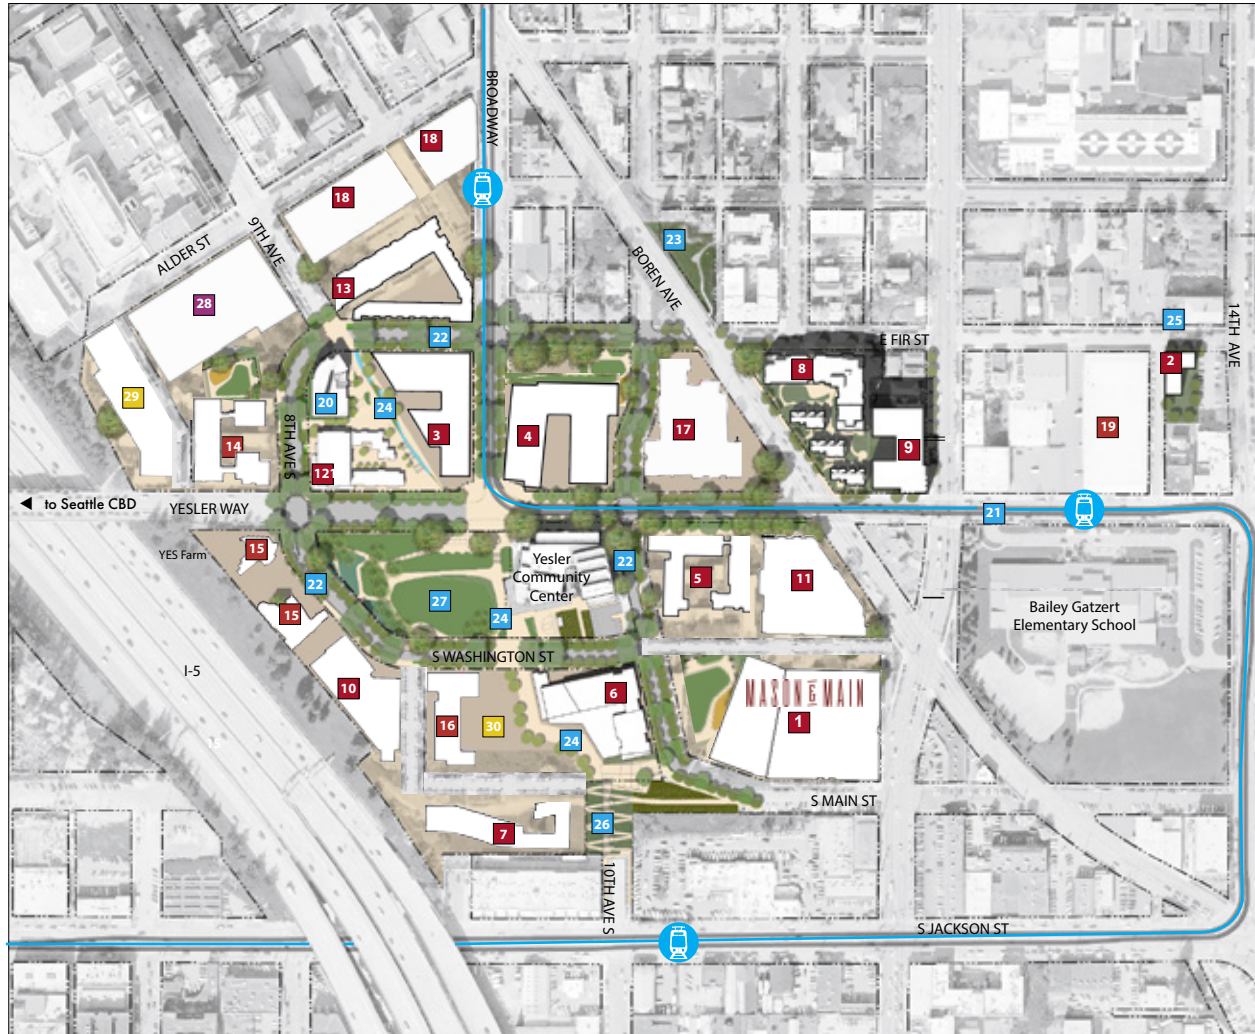 BROADWAY
18
18
9TH AVE
ALDER ST
23
BOREN AVE
13
28
22
25
14TH AVE
E FIR ST
2
8
29
20
24
3
4
17
19
14
8TH AVE S
121
9
to Seattle CBD
YESLER WAY
21
YES Farm
15
22
Yesler
Community
Center
22
5
11
27
24
15
Bailey Gatzert
Elementary School
S WASHINGTON ST
I-5
10
6
MASON & MAIN
1
16
30
24
15
S MAIN ST
7
26
10TH AVE S
S JACKSON ST